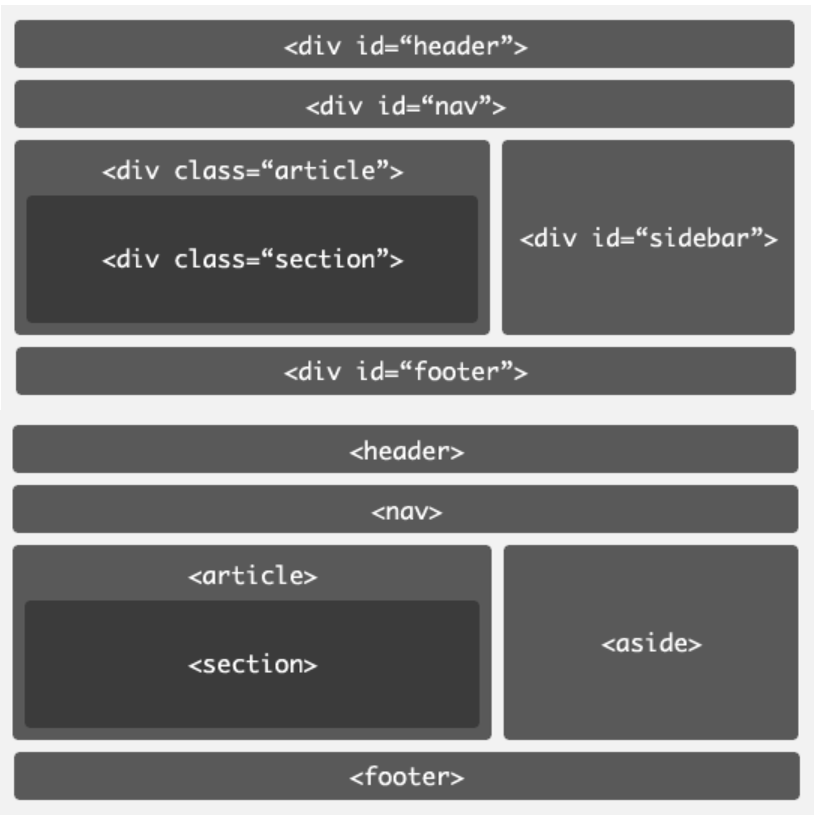 <div id=“header”>
<div id=“nav”>
<div class=“article”>
<div class=“section”>
<div id=“sidebar”>
<div id=“footer”>
<header>
<nav>
<article>
<section>
<aside>
<footer>